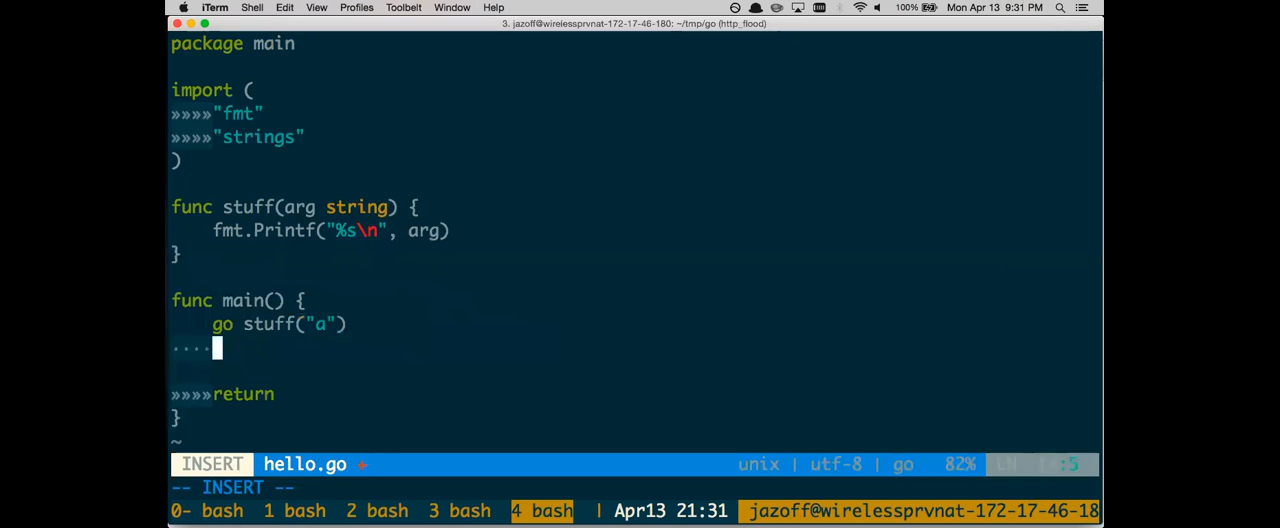 iTerm Shell Edit View Profiles Toolbelt Window Help 100% Mon Apr 13 9:31 PM
3. jazoff@wirelessprvnat-172-17-46-180: ~/tmp/go (http_flood)
package main
import (
»»»»"fmt"
»»»»"strings"
)
func stuff(arg string) {
fmt.Printf("%s\n", arg)
}
func main() {
go stuff("a")
····
»»»»return
}
~
INSERT hello.go + unix | utf-8 | go 82% LN :5
-- INSERT --
0- bash 1 bash 2 bash 3 bash 4 bash | Apr13 21:31 jazoff@wirelessprvnat-172-17-46-18